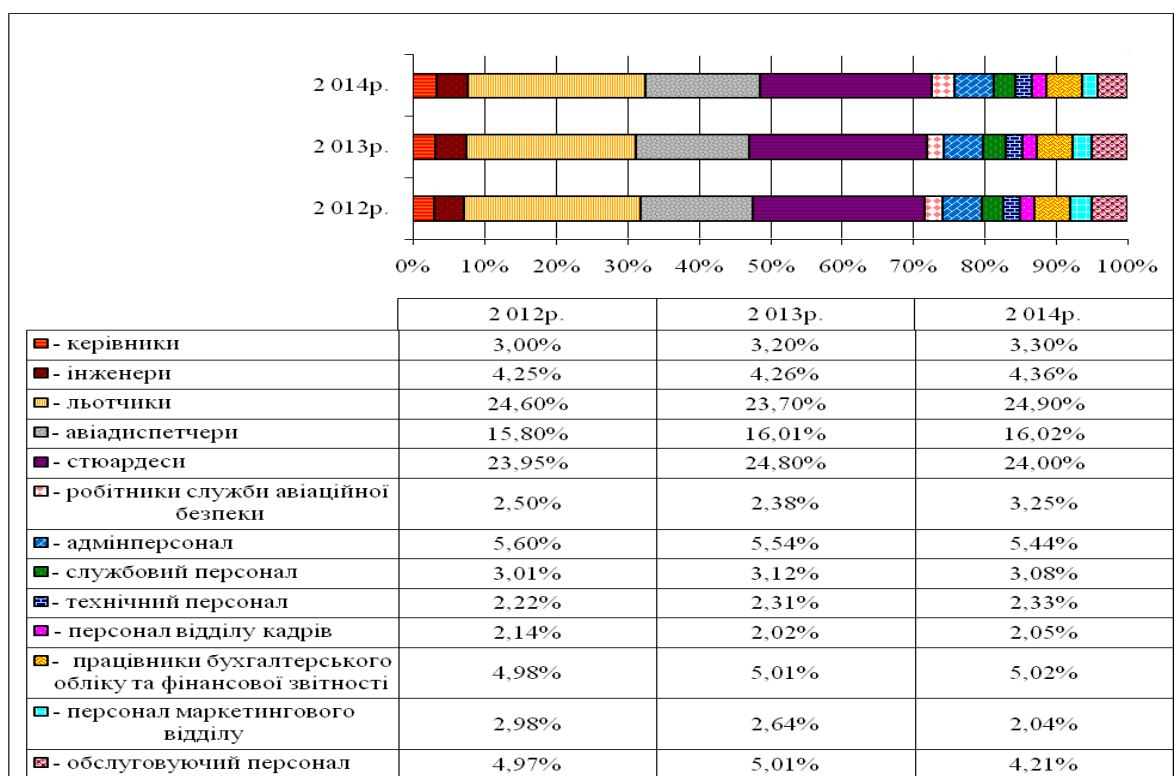 2 014р.
2 013р.
2 012р.
0% 10% 20% 30% 40% 50% 60% 70% 80% 90% 100%
2 012р. 2 013р. 2 014р.
- керівники 3,00% 3,20% 3,30%
- інженери 4,25% 4,26% 4,36%
- льотчики 24,60% 23,70% 24,90%
- авіадиспетчери 15,80% 16,01% 16,02%
- стюардеси 23,95% 24,80% 24,00%
- робітники служби авіаційної
безпеки 2,50% 2,38% 3,25%
- адмінперсонал 5,60% 5,54% 5,44%
- службовий персонал 3,01% 3,12% 3,08%
- технічний персонал 2,22% 2,31% 2,33%
- персонал відділу кадрів 2,14% 2,02% 2,05%
- працівники бухгалтерського
обліку та фінансової звітності 4,98% 5,01% 5,02%
- персонал маркетингового
відділу 2,98% 2,64% 2,04%
- обслуговуючий персонал 4,97% 5,01% 4,21%